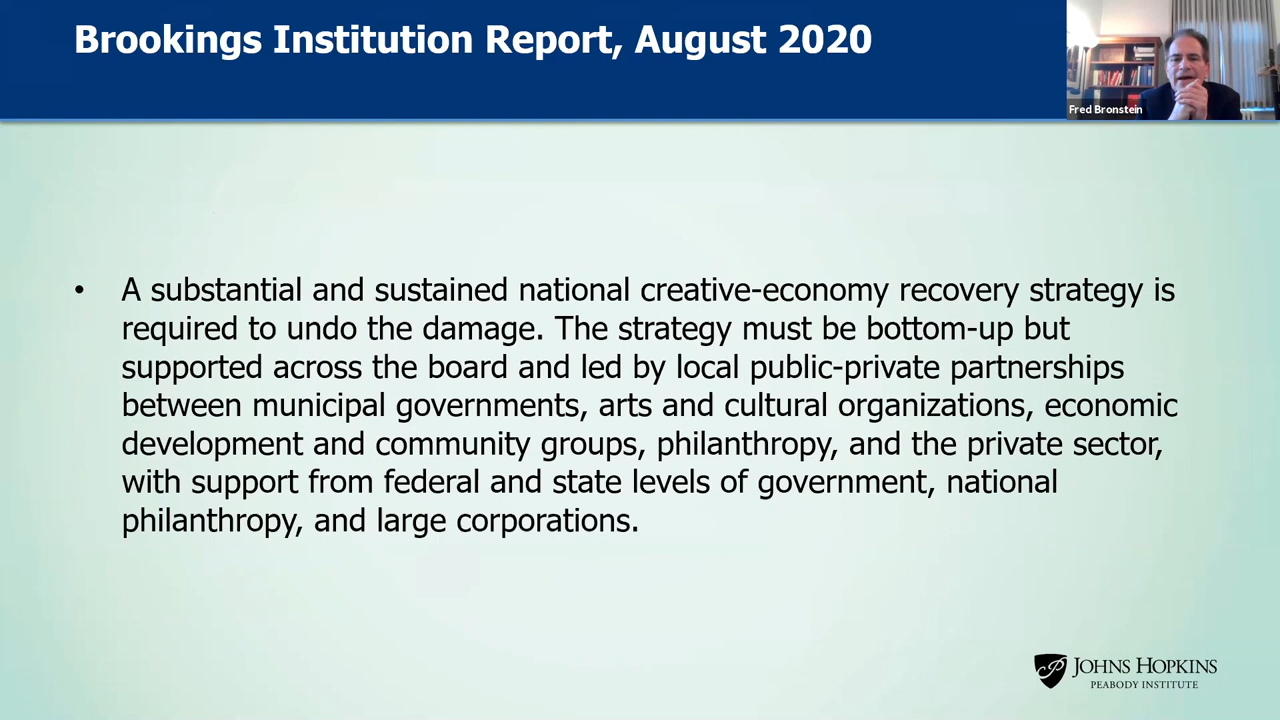 Brookings Institution Report, August 2020
Fred Bronstein
• A substantial and sustained national creative-economy recovery strategy is
required to undo the damage. The strategy must be bottom-up but
supported across the board and led by local public-private partnerships
between municipal governments, arts and cultural organizations, economic
development and community groups, philanthropy, and the private sector,
with support from federal and state levels of government, national
philanthropy, and large corporations.
JOHNS HOPKINS
PEABODY INSTITUTE